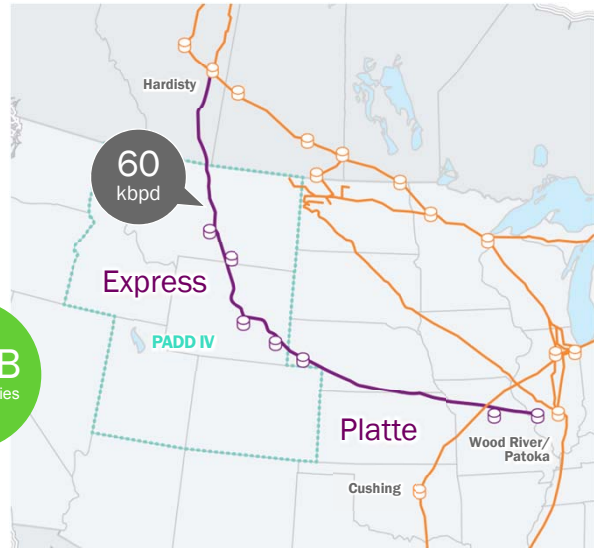 Hardisty
60
kbpd
Express
PADD IV
B
ies
Platte
Wood River/
Patoka
Cushing